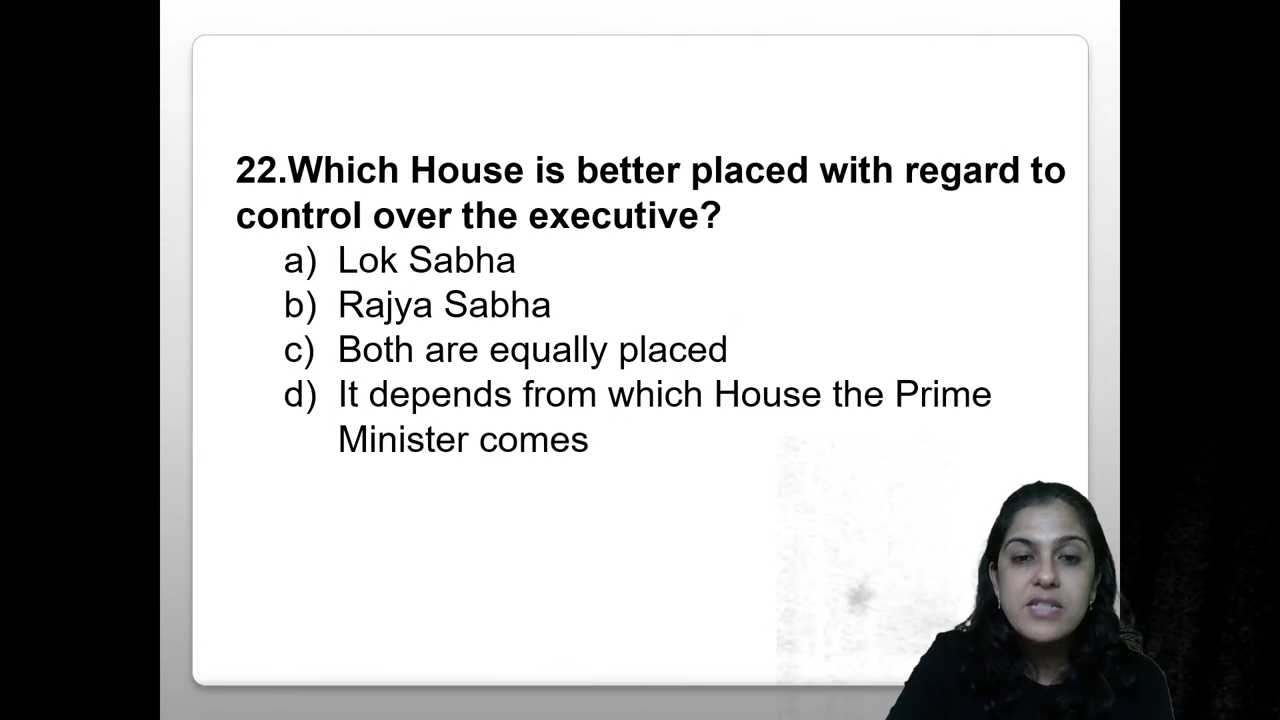 22.Which House is better placed with regard to
control over the executive?
a) Lok Sabha
b) Rajya Sabha
c) Both are equally placed
d) It depends from which House the Prime
Minister comes